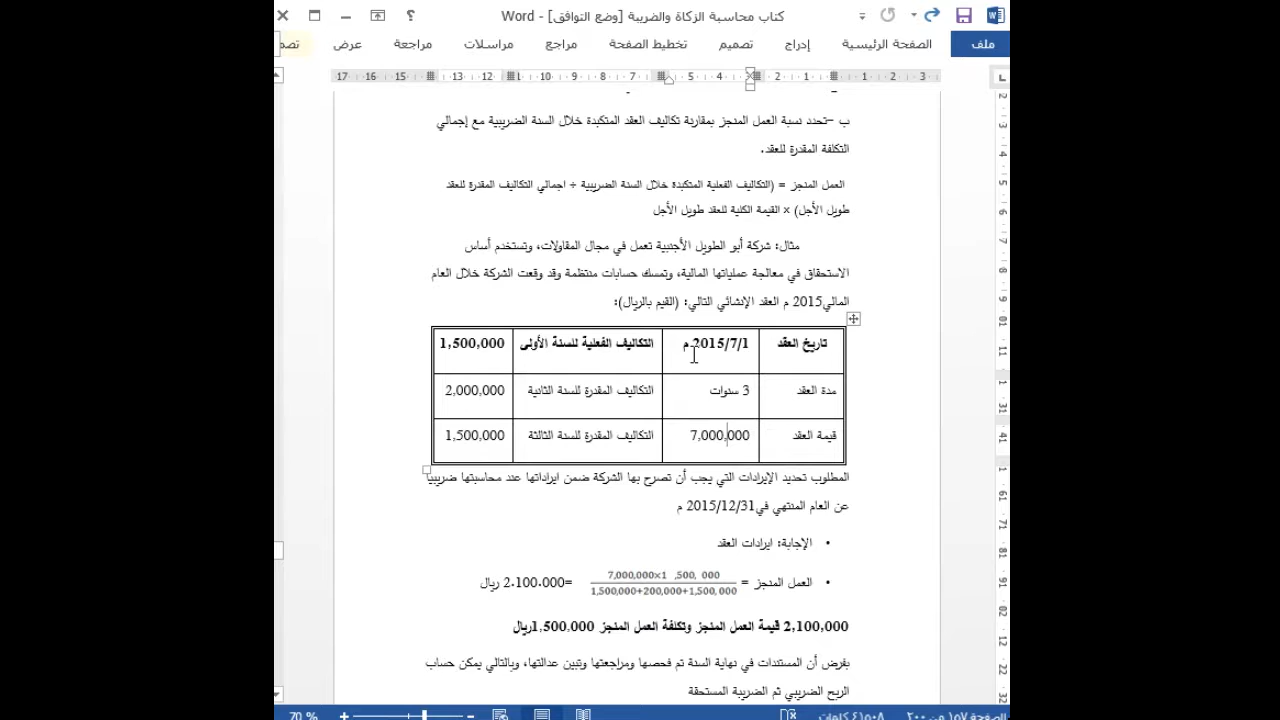 كتاب محاسبة الزكاة والضريبة [وضع التوافق] - Word
ملف الصفحة الرئيسية إدراج تصميم تخطيط الصفحة مراجع مراسلات مراجعة عرض تصم
ب –تحدد نسبة العمل المنجز بمقارنة تكاليف العقد المتكبدة خلال السنة الضريبية مع إجمالي
التكلفة المقدرة للعقد.
العمل المنجز = (التكاليف الفعلية المتكبدة خلال السنة الضريبية ÷ اجمالي التكاليف المقدرة للعقد
طويل الأجل) × القيمة الكلية للعقد طويل الأجل
مثال: شركة أبو الطويل الأجنبية تعمل في مجال المقاولات، وتستخدم أساس
الاستحقاق في معالجة عملياتها المالية، وتمسك حسابات منتظمة وقد وقعت الشركة خلال العام
المالي2015 م العقد الإنشائي التالي: (القيم بالريال):
تاريخ العقد 2015/7/1م التكاليف الفعلية للسنة الأولى 1,500,000
مدة العقد 3 سنوات التكاليف المقدرة للسنة الثانية 2,000,000
قيمة العقد 7,000,000 التكاليف المقدرة للسنة الثالثة 1,500,000
المطلوب تحديد الإيرادات التي يجب أن تصرح بها الشركة ضمن ايراداتها عند محاسبتها ضريبيا
عن العام المنتهي في2015/12/31 م
• الإجابة: ايرادات العقد
• العمل المنجز = 7,000,000×1 ,500, 000
1,500,000+200,000+1,500,000 =2.100.000 ريال
2,100,000 قيمة العمل المنجز وتكلفة العمل المنجز 1,500,000ريال
بفرض أن المستندات في نهاية السنة تم فحصها ومراجعتها وتبين عدالتها، وبالتالي يمكن حساب
الربح الضريبي ثم الضريبة المستحقة
الصفحة ١٥٧ من ٢٠٠ ٤١٥٠٨ كلمات 70 %